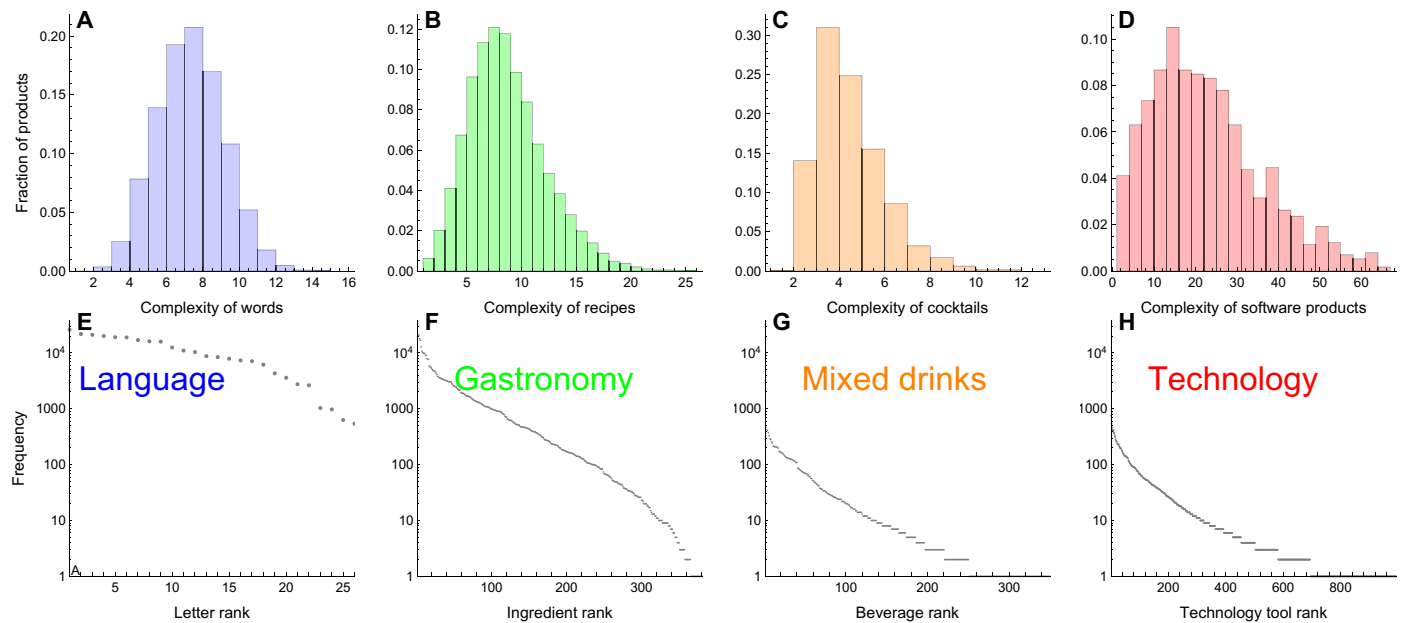 A
B
C
D
Fraction of products
0.20
0.15
0.10
0.05
0.00
2 4 6 8 10 12 14 16
Complexity of words
0.12
0.10
0.08
0.06
0.04
0.02
0.00
5 10 15 20 25
Complexity of recipes
0.30
0.25
0.20
0.15
0.10
0.05
0.00
2 4 6 8 10 12
Complexity of cocktails
0.10
0.08
0.06
0.04
0.02
0.00
0 10 20 30 40 50 60
Complexity of software products
E
F
G
H
Language
Gastronomy
Mixed drinks
Technology
Frequency
10⁴
1000
100
10
1
A
5 10 15 20 25
Letter rank
10⁴
1000
100
10
1
100 200 300
Ingredient rank
10⁴
1000
100
10
1
100 200 300
Beverage rank
10⁴
1000
100
10
1
200 400 600 800
Technology tool rank